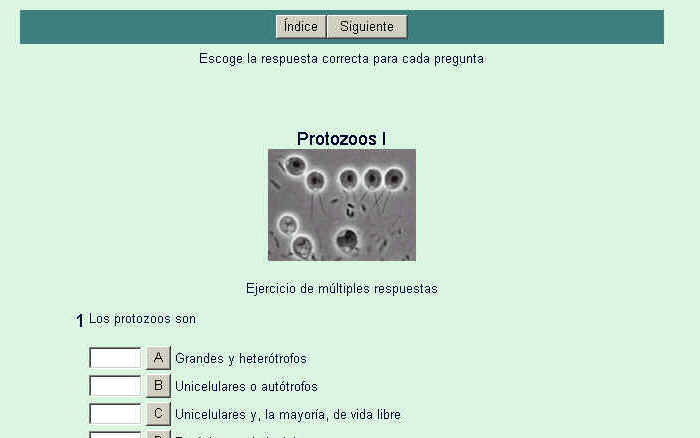 Índice Siguiente
Escoge la respuesta correcta para cada pregunta
Protozoos I
Ejercicio de múltiples respuestas
1 Los protozoos son
A Grandes y heterótrofos
B Unicelulares o autótrofos
C Unicelulares y, la mayoría, de vida libre